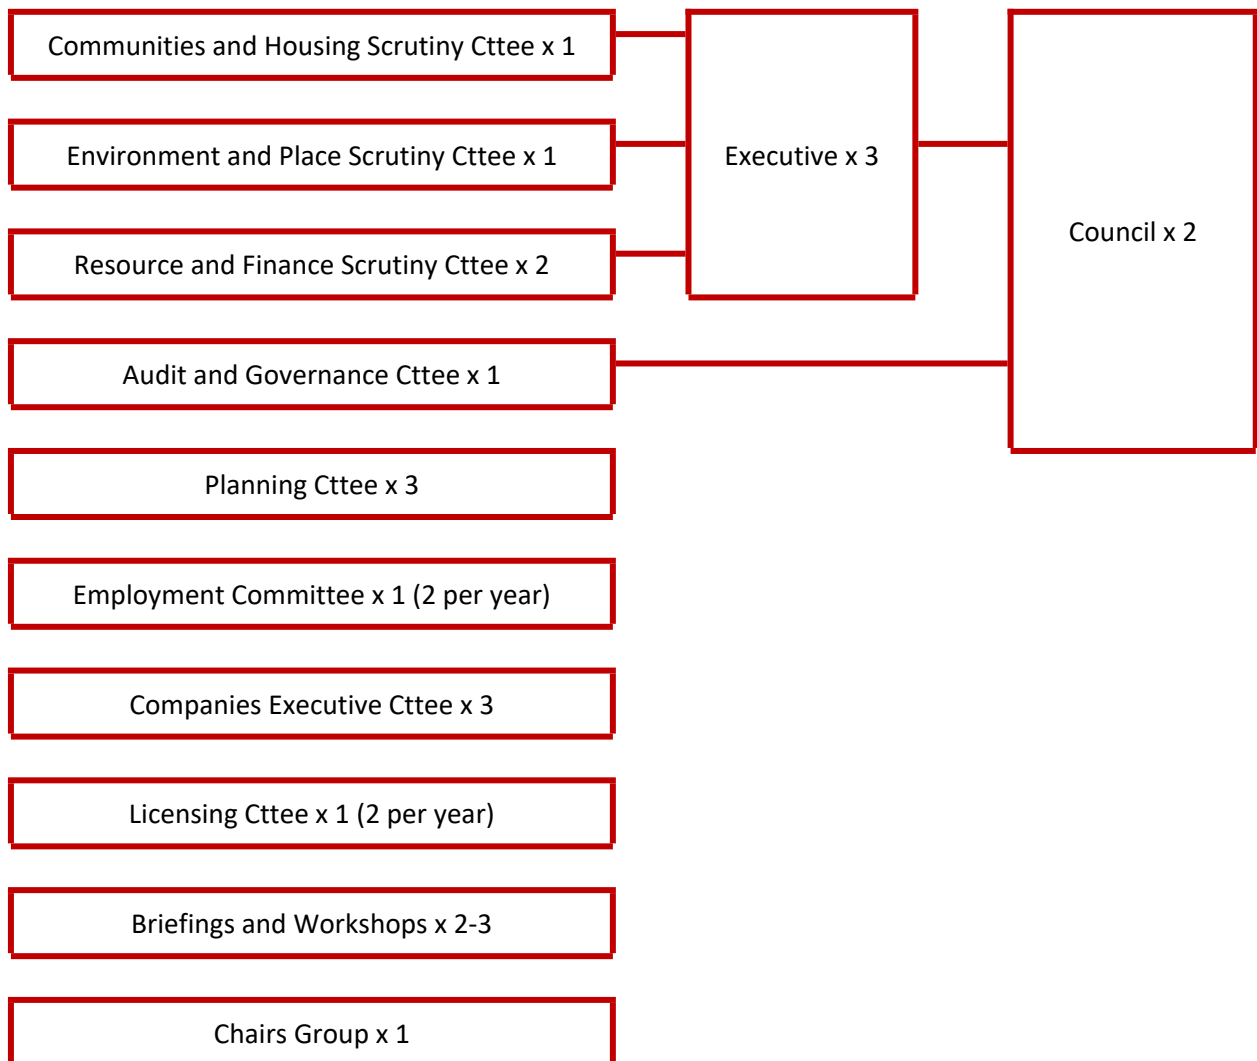 Communities and Housing Scrutiny Cttee x 1
Environment and Place Scrutiny Cttee x 1
Executive x 3
Council x 2
Resource and Finance Scrutiny Cttee x 2
Audit and Governance Cttee x 1
Planning Cttee x 3
Employment Committee x 1 (2 per year)
Companies Executive Cttee x 3
Licensing Cttee x 1 (2 per year)
Briefings and Workshops x 2-3
Chairs Group x 1